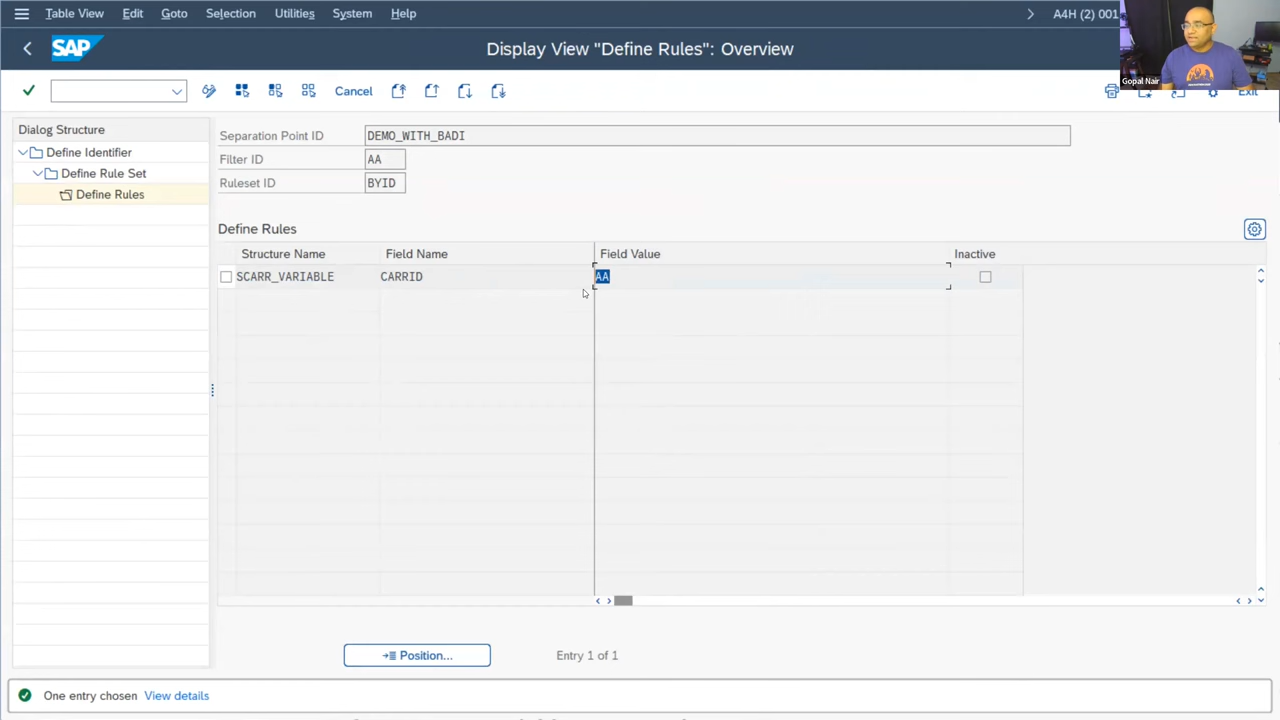 Table View Edit Goto Selection Utilities System Help A4H (2) 001
SAP Display View "Define Rules": Overview
Gopal Nair
Cancel Exit
Dialog Structure
Define Identifier
Define Rule Set
Define Rules
Separation Point ID DEMO_WITH_BADI
Filter ID AA
Ruleset ID BYID
Define Rules
Structure Name Field Name Field Value Inactive
SCARR_VARIABLE CARRID AA
Position... Entry 1 of 1
One entry chosen View details